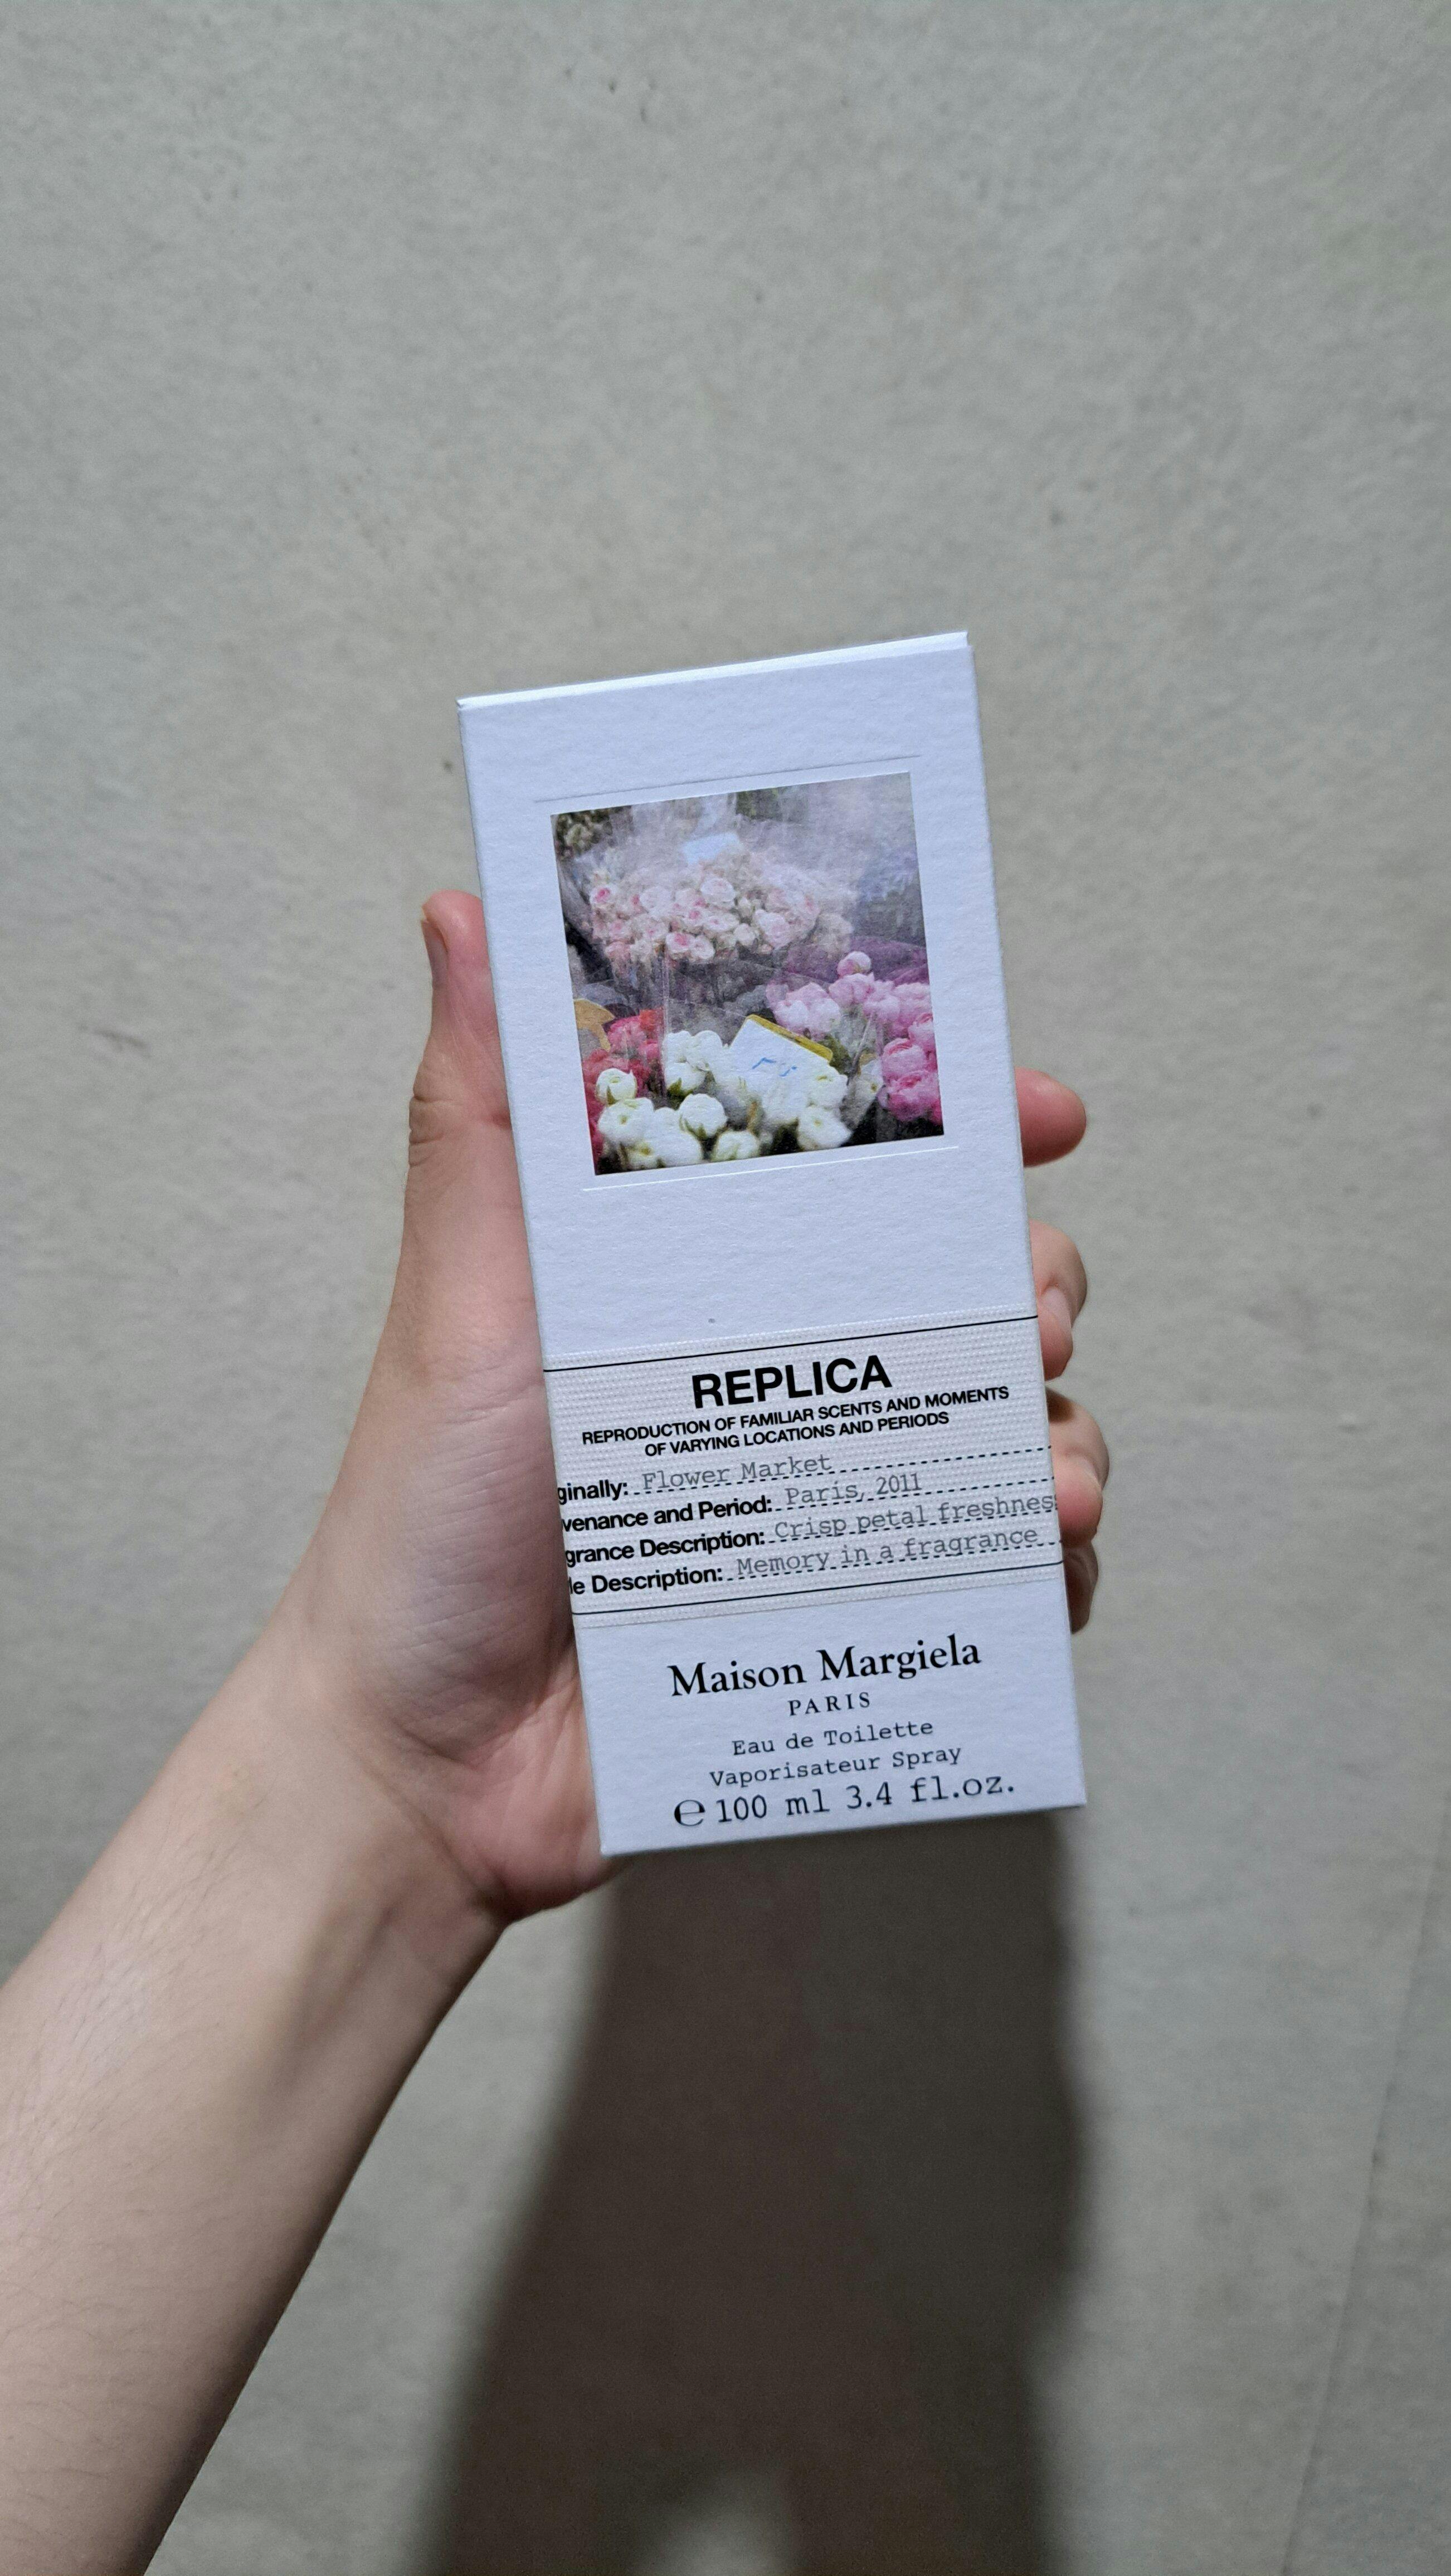 REPLICA
REPRODUCTION OF FAMILIAR SCENTS AND MOMENTS
OF VARYING LOCATIONS AND PERIODS
ginally: Flower Market
venance and Period: Paris, 2011
grance Description: Crisp petal freshness
le Description: Memory in a fragrance
Maison Margiela
PARIS
Eau de Toilette
Vaporisateur Spray
℮ 100 ml 3.4 fl.oz.